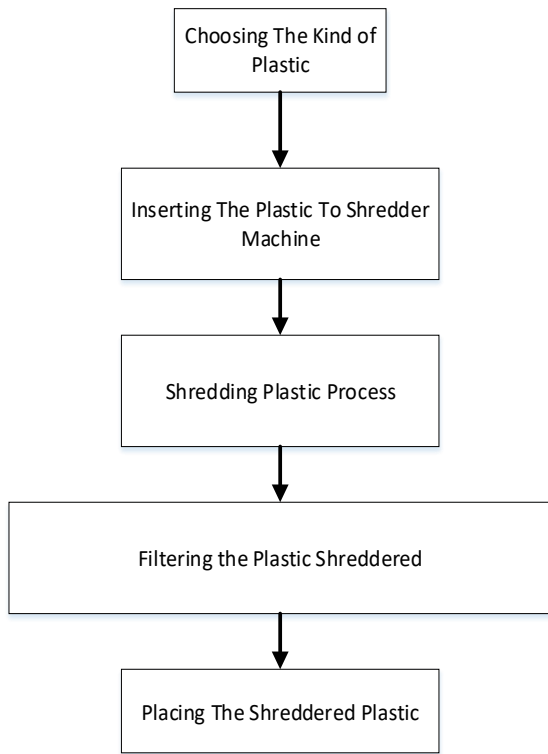 Choosing The Kind of
Plastic
Inserting The Plastic To Shredder
Machine
Shredding Plastic Process
Filtering the Plastic Shreddered
Placing The Shreddered Plastic